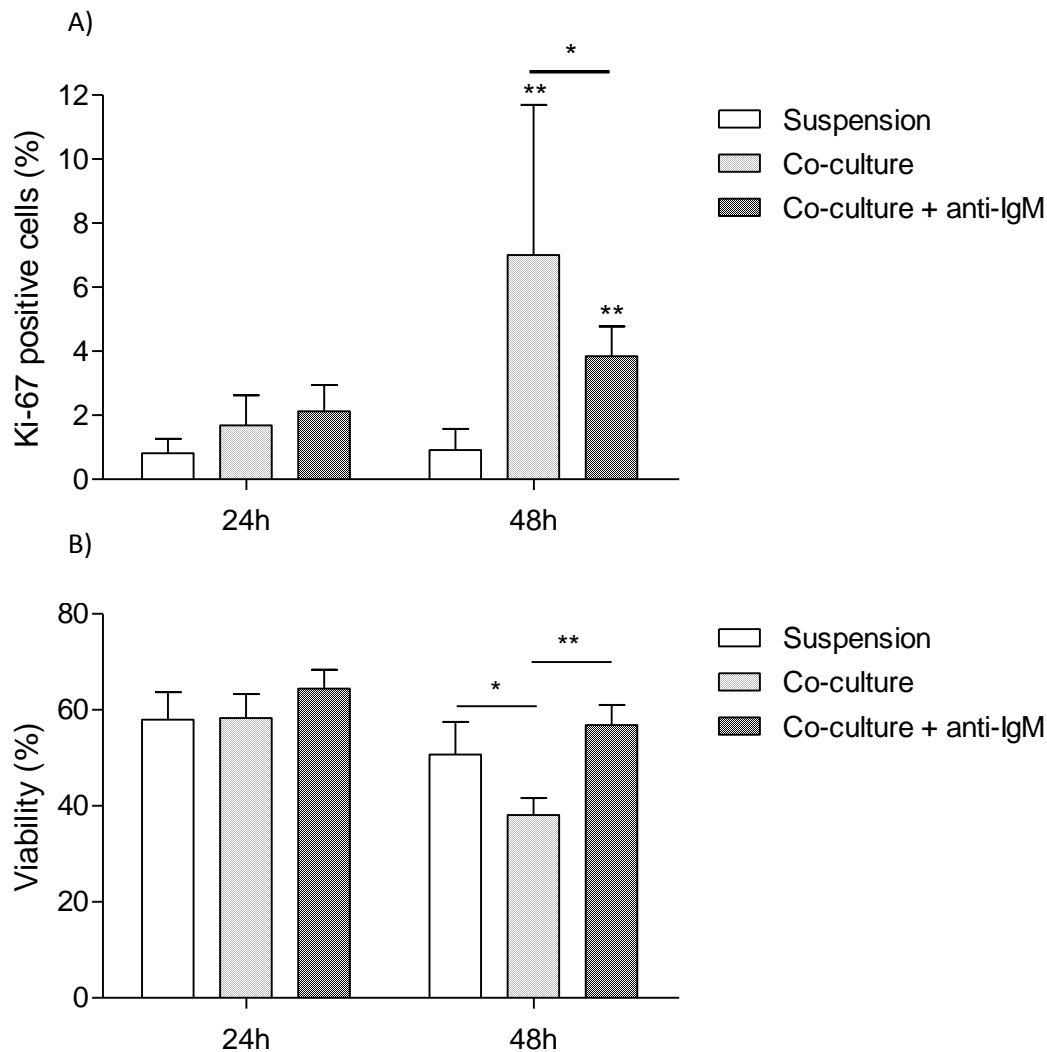 A)
*
**
**
12
10
8
6
4
2
0
Ki-67 positive cells (%)
24h
48h
Suspension
Co-culture
Co-culture + anti-IgM
B)
**
*
80
60
40
20
0
Viability (%)
24h
48h
Suspension
Co-culture
Co-culture + anti-IgM